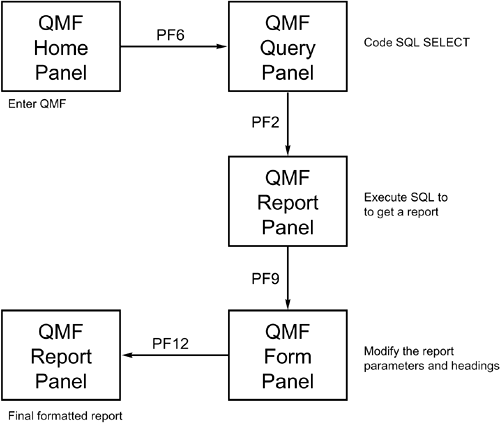 QMF
Home
Panel
PF6
QMF
Query
Panel
Code SQL SELECT
Enter QMF
PF2
QMF
Report
Panel
Execute SQL to
to get a report
PF9
QMF
Report
Panel
PF12
QMF
Form
Panel
Modify the report
parameters and headings
Final formatted report